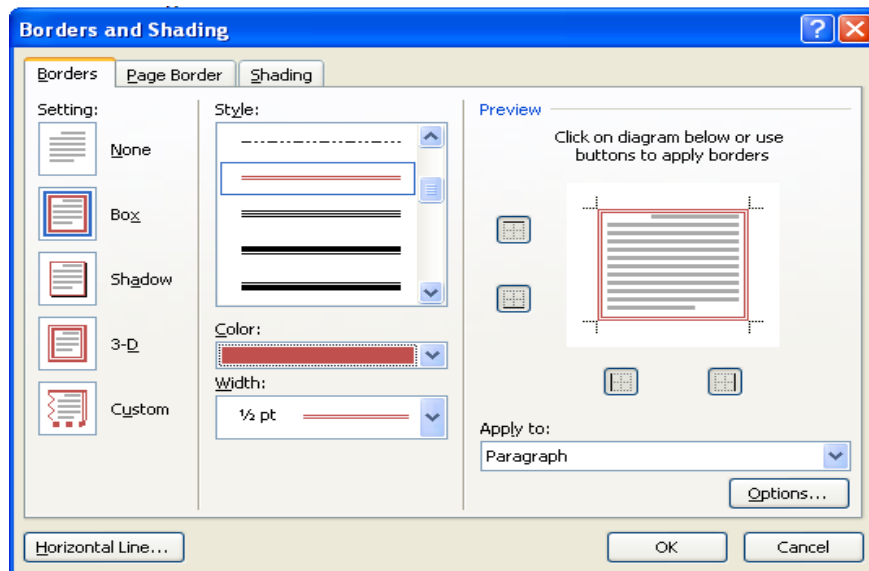 Borders and Shading
Borders
Page Border
Shading
Setting:
None
Box
Shadow
3-D
Custom
Style:
Color:
Width:
½ pt
Preview
Click on diagram below or use
buttons to apply borders
Apply to:
Paragraph
Options...
Horizontal Line...
OK
Cancel